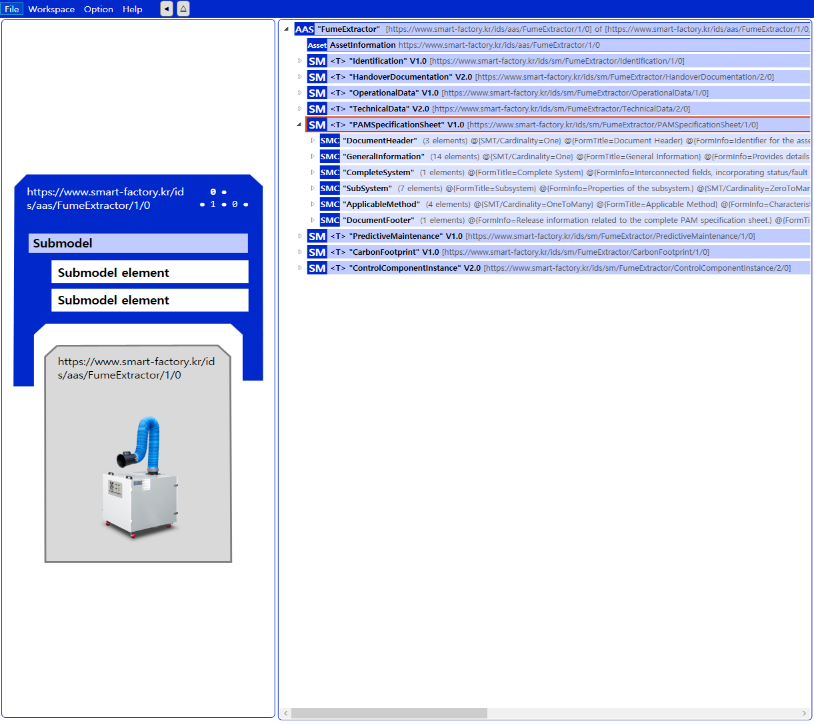 File Workspace Option Help
https://www.smart-factory.kr/id
s/aas/FumeExtractor/1/0
0
1 0
Submodel
Submodel element
Submodel element
https://www.smart-factory.kr/id
s/aas/FumeExtractor/1/0
AAS "FumeExtractor" [https://www.smart-factory.kr/ids/aas/FumeExtractor/1/0] of [https://www.smart-factory.kr/ids/aas/FumeExtractor/1/0,
Asset AssetInformation https://www.smart-factory.kr/ids/aas/FumeExtractor/1/0
SM <T> "Identification" V1.0 [https://www.smart-factory.kr/ids/sm/FumeExtractor/Identification/1/0]
SM <T> "HandoverDocumentation" V2.0 [https://www.smart-factory.kr/ids/sm/FumeExtractor/HandoverDocumentation/2/0]
SM <T> "OperationalData" V1.0 [https://www.smart-factory.kr/ids/sm/FumeExtractor/OperationalData/1/0]
SM <T> "TechnicalData" V2.0 [https://www.smart-factory.kr/ids/sm/FumeExtractor/TechnicalData/2/0]
SM <T> "PAMSpecificationSheet" V1.0 [https://www.smart-factory.kr/ids/sm/FumeExtractor/PAMSpecificationSheet/1/0]
SMC "DocumentHeader" (3 elements) @{SMT/Cardinality=One} @{FormTitle=Document Header} @{FormInfo=Identifier for the asse
SMC "GeneralInformation" (14 elements) @{SMT/Cardinality=One} @{FormTitle=General Information} @{FormInfo=Provides details
SMC "CompleteSystem" (1 elements) @{FormTitle=Complete System} @{FormInfo=Interconnected fields, incorporating status/fault
SMC "SubSystem" (7 elements) @{FormTitle=Subsystem} @{FormInfo=Properties of the subsystem.} @{SMT/Cardinality=ZeroToMan
SMC "ApplicableMethod" (4 elements) @{SMT/Cardinality=OneToMany} @{FormTitle=Applicable Method} @{FormInfo=Characterist
SMC "DocumentFooter" (1 elements) @{FormInfo=Release information related to the complete PAM specification sheet.} @{FormTi
SM <T> "PredictiveMaintenance" V1.0 [https://www.smart-factory.kr/ids/sm/FumeExtractor/PredictiveMaintenance/1/0]
SM <T> "CarbonFootprint" V1.0 [https://www.smart-factory.kr/ids/sm/FumeExtractor/CarbonFootprint/1/0]
SM <T> "ControlComponentInstance" V2.0 [https://www.smart-factory.kr/ids/sm/FumeExtractor/ControlComponentInstance/2/0]